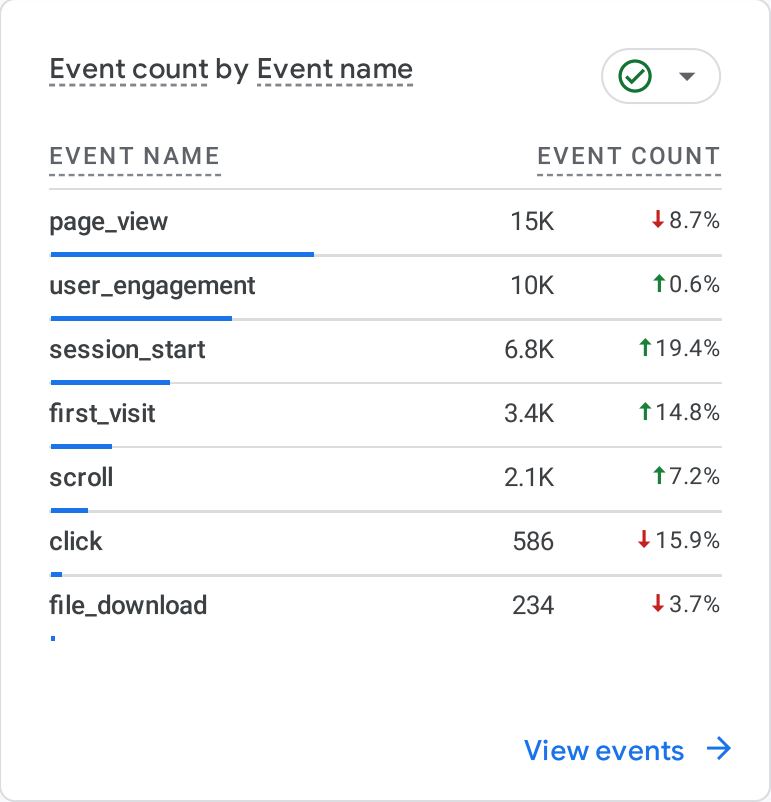 Event count by Event name
EVENT NAME EVENT COUNT
page_view 15K ↓8.7%
user_engagement 10K ↑0.6%
session_start 6.8K ↑19.4%
first_visit 3.4K ↑14.8%
scroll 2.1K ↑7.2%
click 586 ↓15.9%
file_download 234 ↓3.7%
View events →